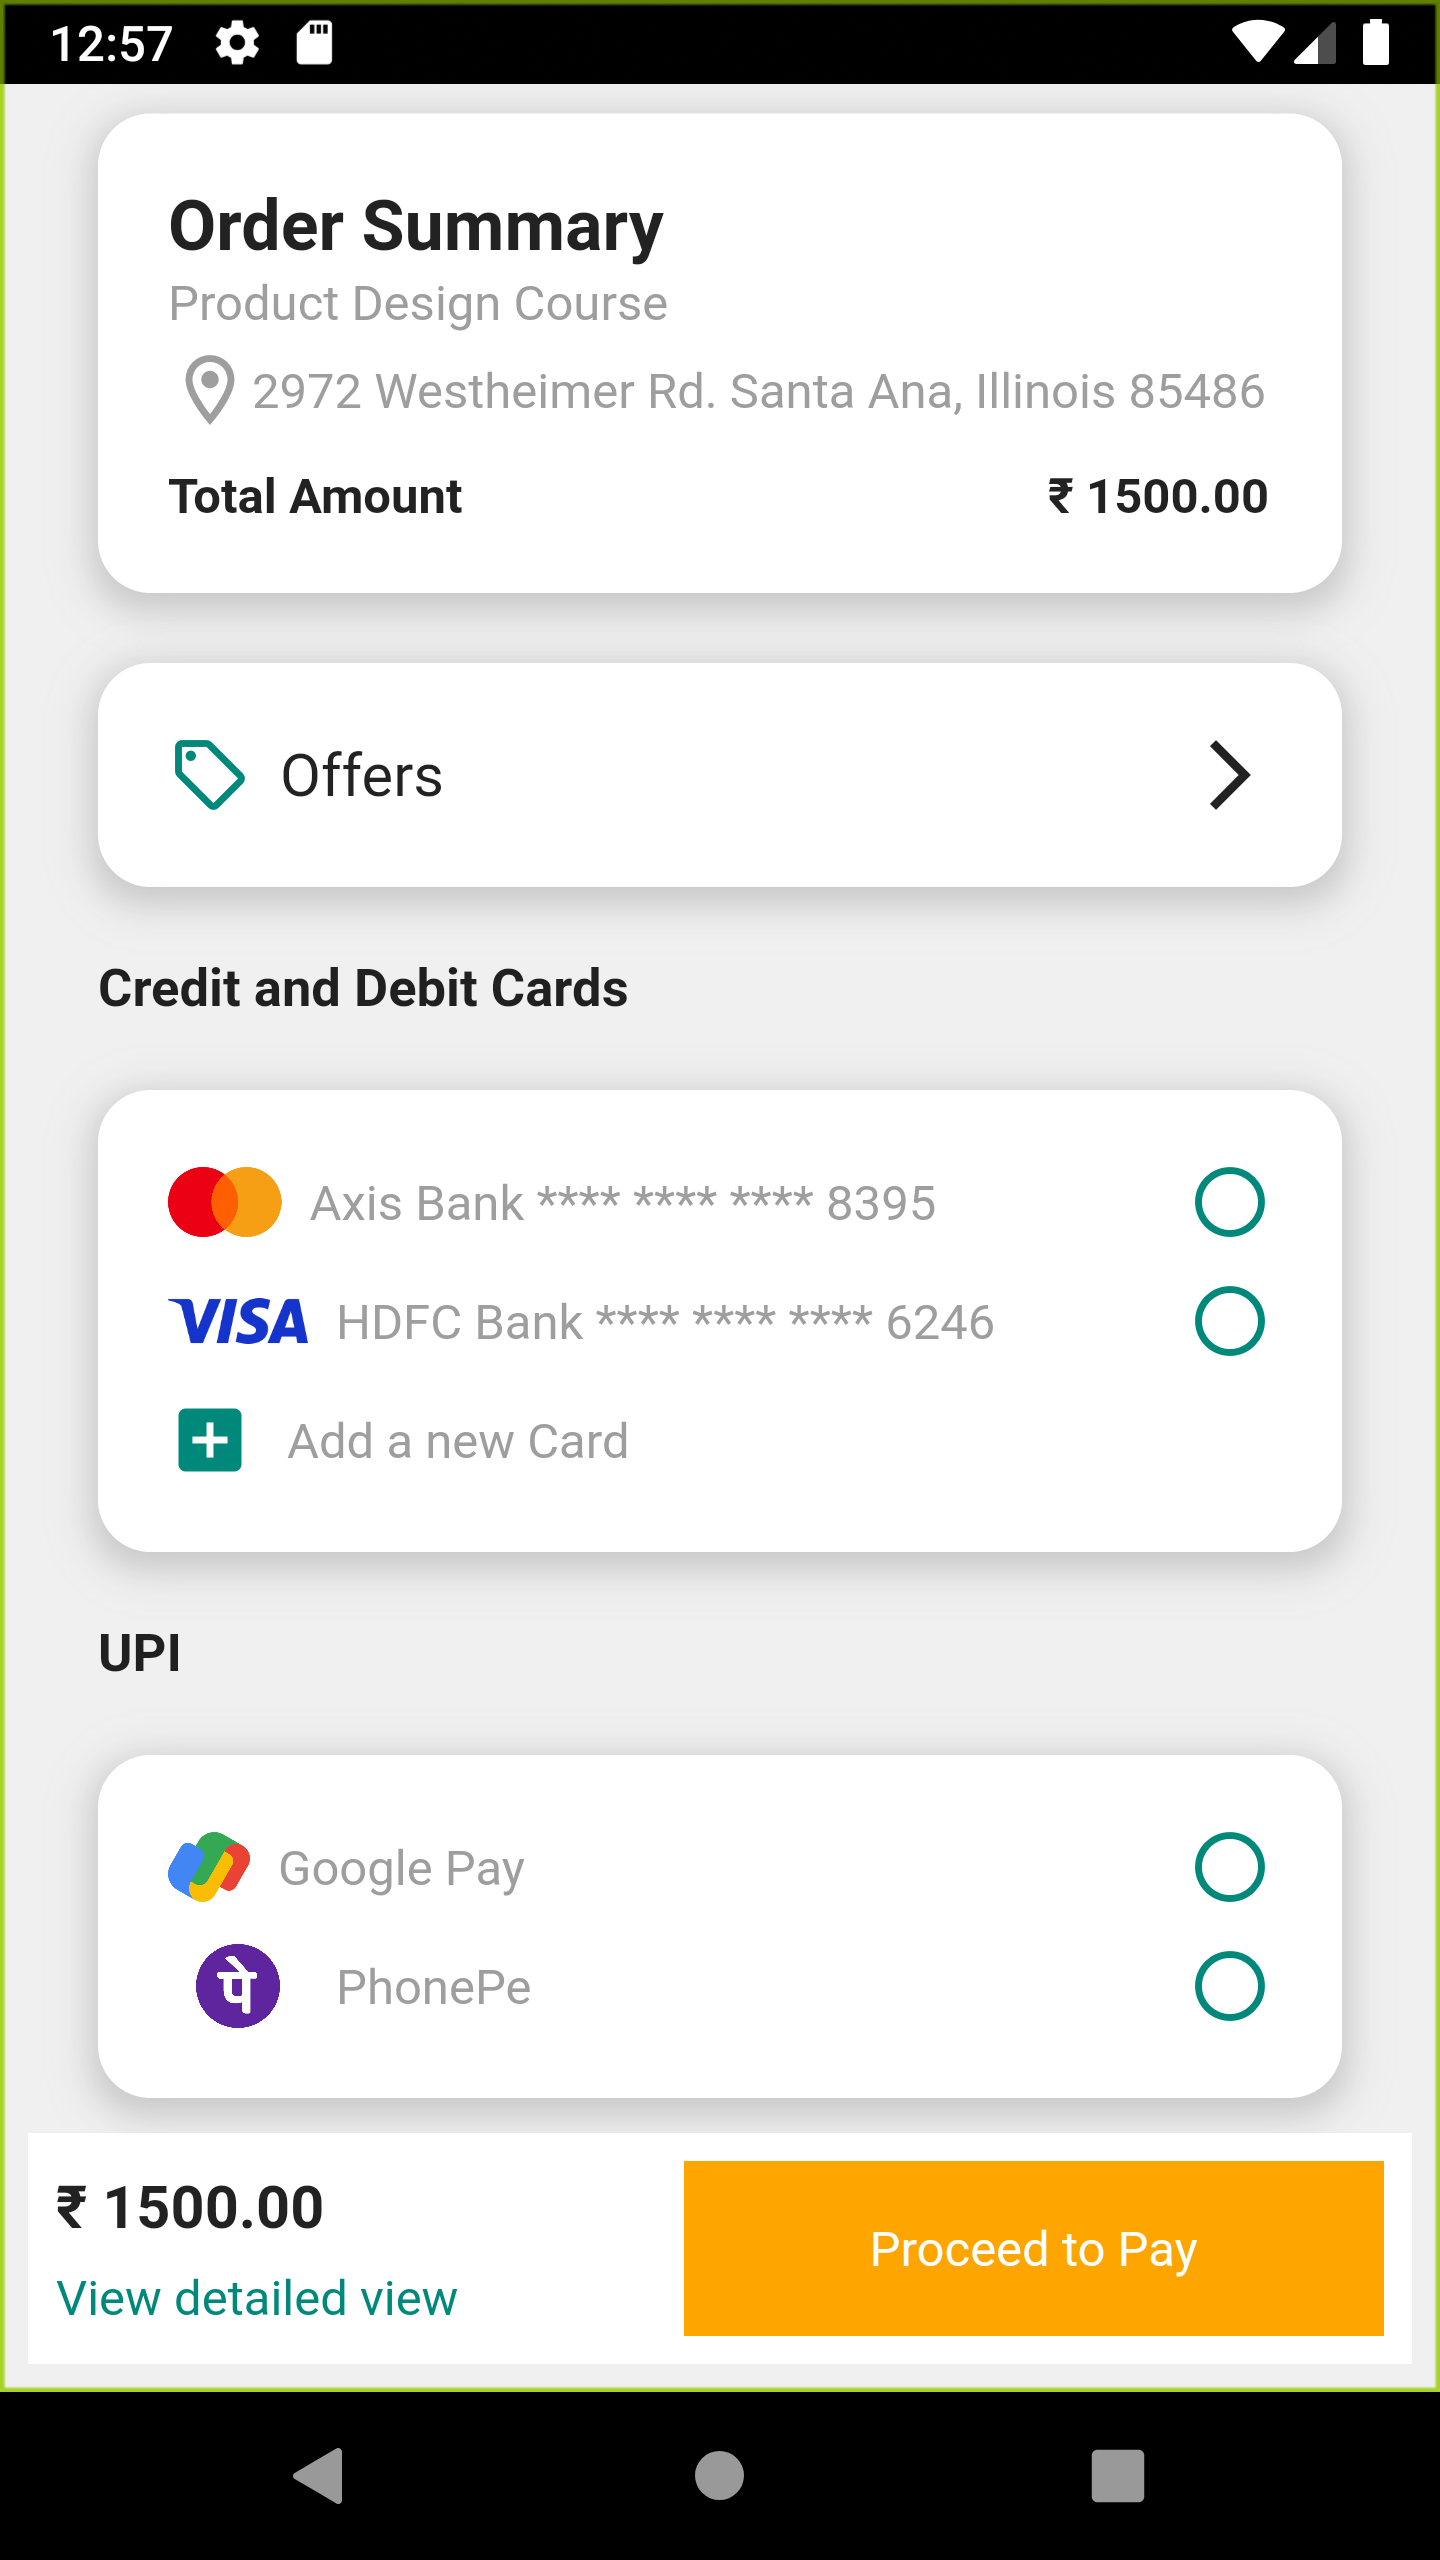 12:57
Order Summary
Product Design Course
2972 Westheimer Rd. Santa Ana, Illinois 85486
Total Amount ₹ 1500.00
Offers
Credit and Debit Cards
Axis Bank **** **** **** 8395
VISA HDFC Bank **** **** **** 6246
Add a new Card
UPI
Google Pay
पे PhonePe
₹ 1500.00
View detailed view
Proceed to Pay